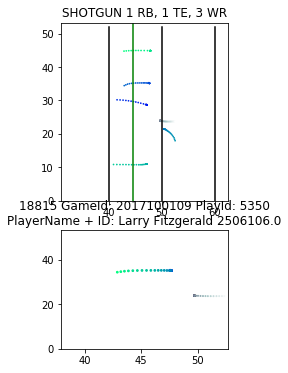 SHOTGUN 1 RB, 1 TE, 3 WR
50
40
30
20
10
0
40 50 60
18815 GameId: 2017100109 PlayId: 5350
PlayerName + ID: Larry Fitzgerald 2506106.0
40
20
0
40 45 50